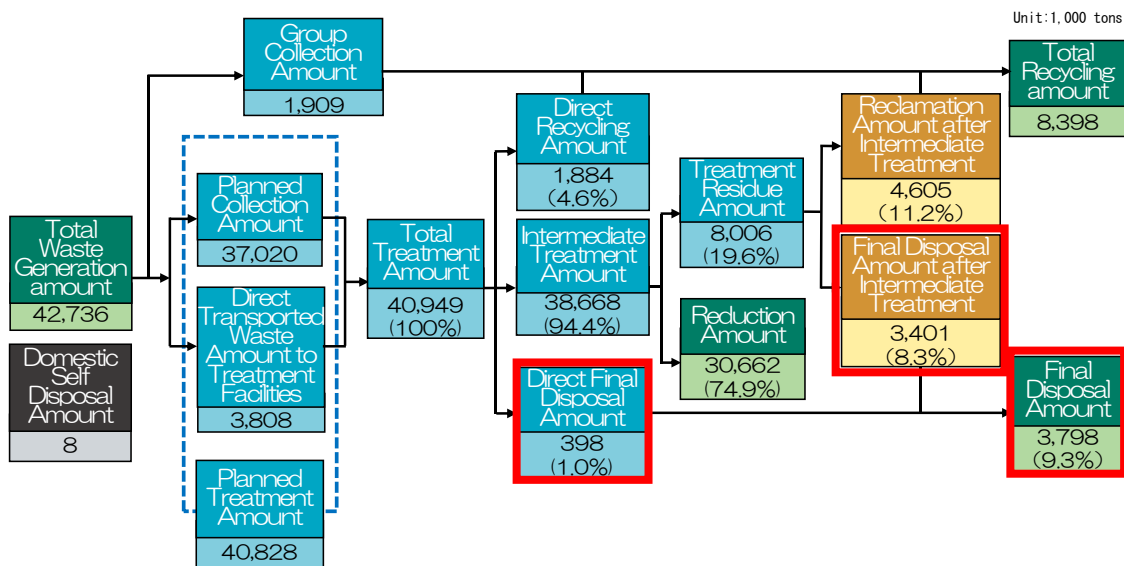 Unit:1,000 tons
Group
Collection
Amount
1,909
Total
Recycling
amount
8,398
Direct
Recycling
Amount
1,884
(4.6%)
Reclamation
Amount after
Intermediate
Treatment
4,605
(11.2%)
Planned
Collection
Amount
37,020
Treatment
Residue
Amount
8,006
(19.6%)
Total
Waste
Generation
amount
42,736
Total
Treatment
Amount
40,949
(100%)
Intermediate
Treatment
Amount
38,668
(94.4%)
Final Disposal
Amount after
Intermediate
Treatment
3,401
(8.3%)
Direct
Transported
Waste
Amount to
Treatment
Facilities
3,808
Reduction
Amount
30,662
(74.9%)
Domestic
Self
Disposal
Amount
8
Direct Final
Disposal
Amount
398
(1.0%)
Final
Disposal
Amount
3,798
(9.3%)
Planned
Treatment
Amount
40,828